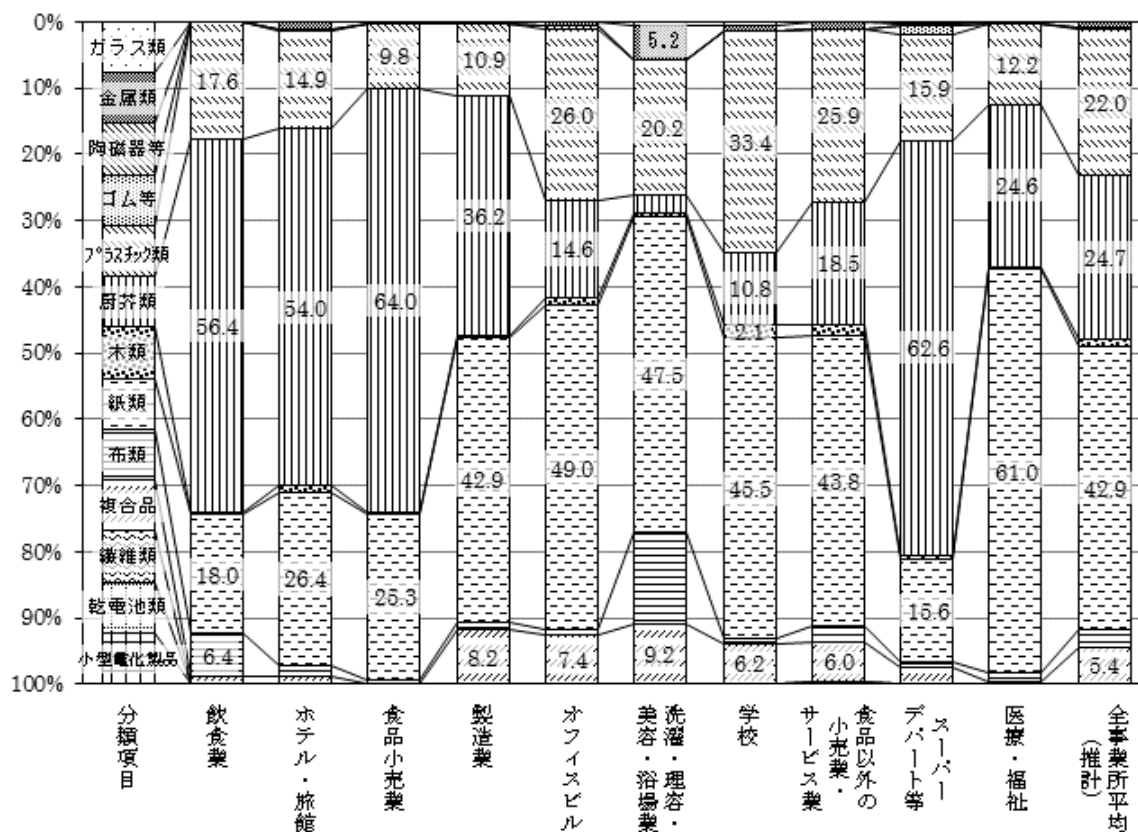 0%
10%
20%
30%
40%
50%
60%
70%
80%
90%
100%
ガラス類
金属類
陶磁器等
ゴム等
プラスチック類
厨芥類
木類
紙類
布類
複合品
繊維類
乾電池類
小型電化製品
17.6
56.4
18.0
6.4
14.9
54.0
26.4
9.8
64.0
25.3
10.9
36.2
42.9
8.2
26.0
14.6
49.0
7.4
5.2
20.2
47.5
9.2
33.4
10.8
2.1
45.5
6.2
25.9
18.5
43.8
6.0
15.9
62.6
15.6
12.2
24.6
61.0
22.0
24.7
42.9
5.4
分類項目
飲食業
ホテル・旅館
食品小売業
製造業
オフィスビル
洗濯・理容・
美容・浴場業
学校
食品以外の
小売業・
サービス業
スーパー
デパート等
医療・福祉
全事業所平均
（推計）